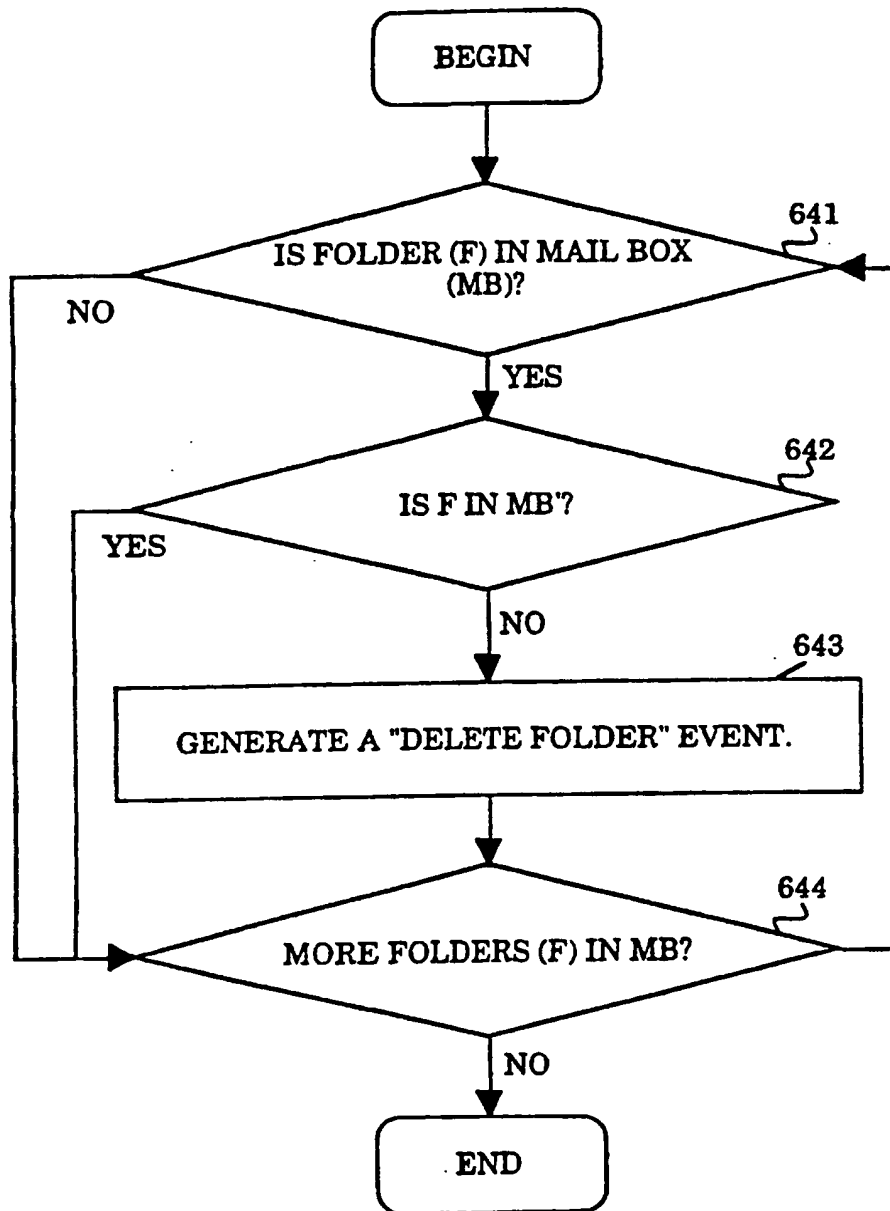 BEGIN
641
IS FOLDER (F) IN MAIL BOX
(MB)?
NO
YES
642
IS F IN MB'?
YES
NO
643
GENERATE A "DELETE FOLDER" EVENT.
644
MORE FOLDERS (F) IN MB?
NO
END